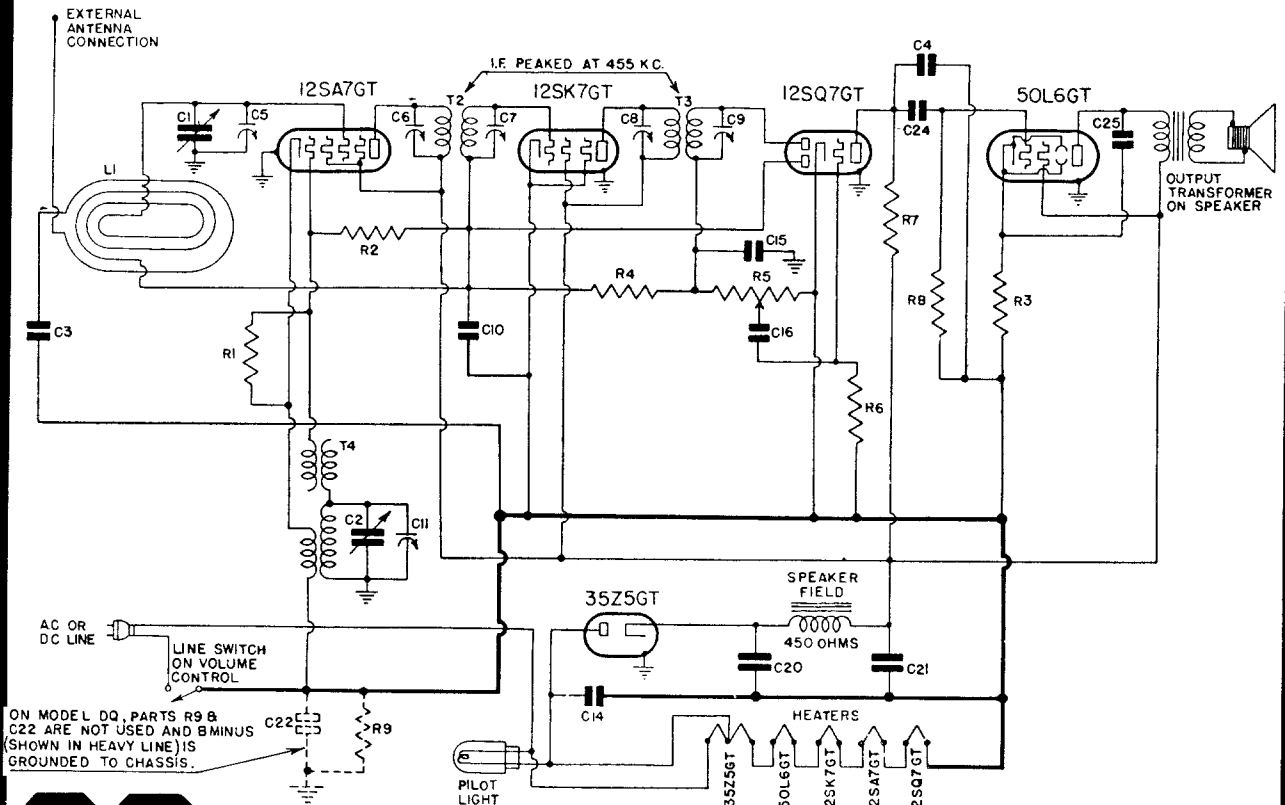 EXTERNAL
ANTENNA
CONNECTION
I.F. PEAKED AT 455 KC.
12SA7GT
12SK7GT
12SQ7GT
50L6GT
C4
C24
C25
C1
C5
C6
T2
C7
C8
T3
C9
L1
R2
R7
OUTPUT
TRANSFORMER
ON SPEAKER
C15
R4
R5
R8
R3
C3
R1
C10
C16
R6
T4
C2
C11
35Z5GT
SPEAKER
FIELD
450 OHMS
AC OR
DC LINE
LINE SWITCH
ON VOLUME
CONTROL
C20
C21
C14
ON MODEL DQ, PARTS R9 &
C22 ARE NOT USED AND B MINUS
(SHOWN IN HEAVY LINE) IS
GROUNDED TO CHASSIS.
C22
R9
HEATERS
PILOT
LIGHT
35Z5GT
50L6GT
2SK7GT
2SA7GT
2SQ7GT